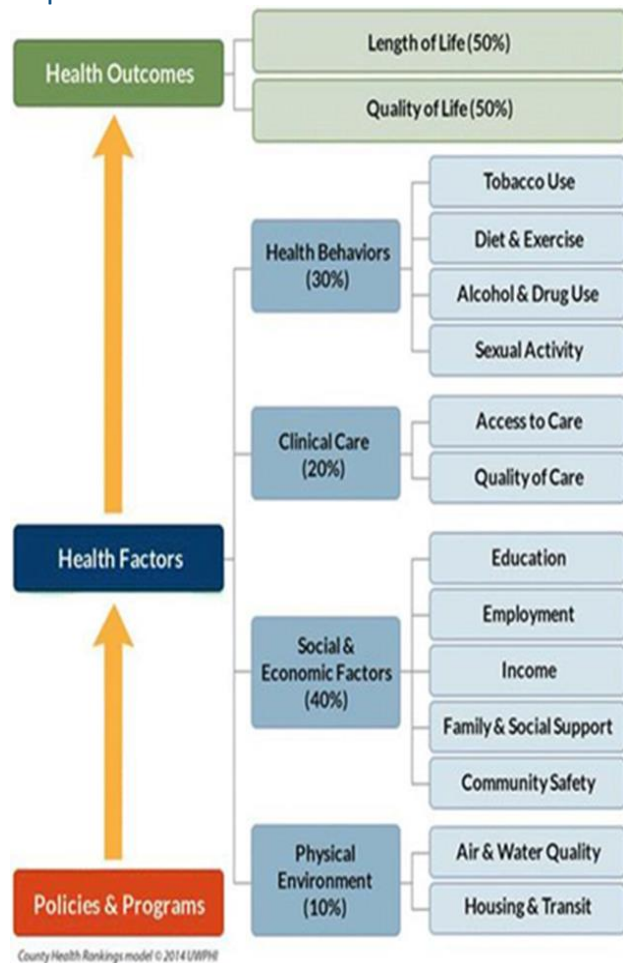 Health Outcomes
Length of Life (50%)
Quality of Life (50%)
Health Behaviors
(30%)
Tobacco Use
Diet & Exercise
Alcohol & Drug Use
Sexual Activity
Clinical Care
(20%)
Access to Care
Quality of Care
Health Factors
Social &
Economic Factors
(40%)
Education
Employment
Income
Family & Social Support
Community Safety
Physical
Environment
(10%)
Air & Water Quality
Housing & Transit
Policies & Programs
County Health Rankings model © 2014 UWPHI